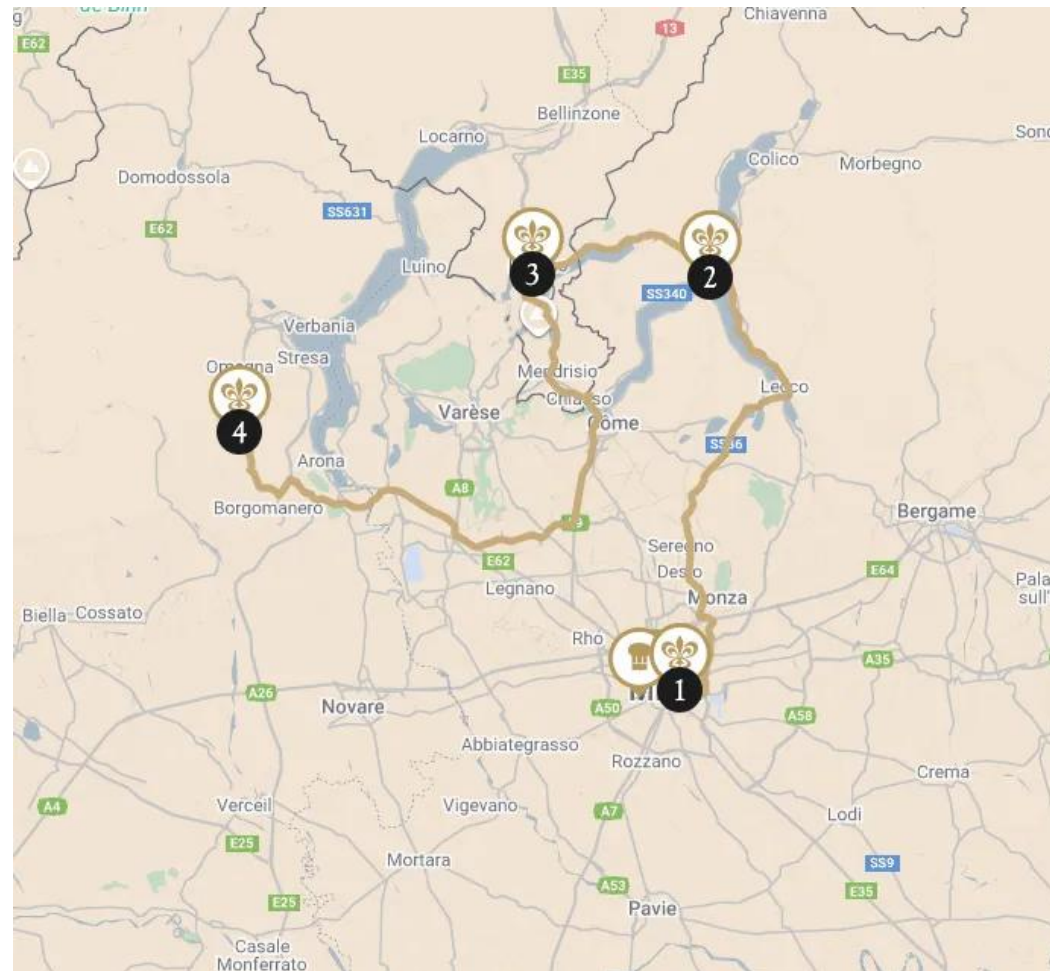 de Binn
Chiavenna
13
E62
E35
Bellinzone
Locarno
Colico
Morbegno
Domodossola
SS631
E62
Luino
3
2
SS340
Verbania
Stresa
Omegna
Mendrisio
Chiasso
Lecco
Varèse
Côme
4
SS36
Arona
A8
Borgomanero
A9
Bergame
E62
Seregno
Desio
E64
Legnano
Monza
Biella
Cossato
Rho
A35
A26
1
Novare
A50
A58
Abbiategrasso
Rozzano
Crema
A4
Verceil
Vigevano
A7
Lodi
E25
Mortara
SS9
A53
E35
E25
Pavie
Casale
Monferrato